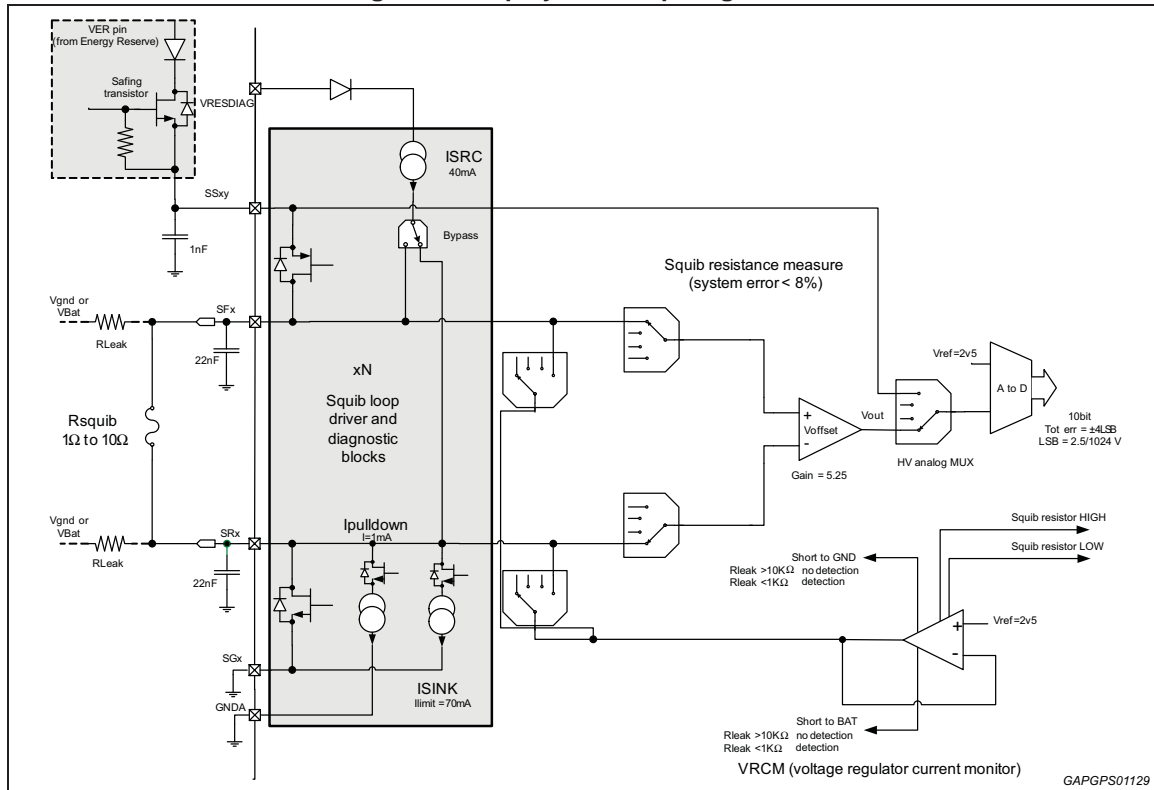 VER pin
(from Energy Reserve)
Safing
transistor
VRESDIAG
ISRC
40mA
SSxy
Bypass
1nF
Squib resistance measure
(system error < 8%)
Vgnd or
VBat
RLeak
SFx
22nF
Vref=2v5
A to D
xN
Squib loop
driver and
diagnostic
blocks
Rsquib
1Ω to 10Ω
+
Voffset
-
Vout
Gain = 5.25
HV analog MUX
10bit
Tot err = ±4LSB
LSB = 2.5/1024 V
Vgnd or
VBat
RLeak
SRx
22nF
Ipulldown
I=1mA
Squib resistor HIGH
Squib resistor LOW
Short to GND
Rleak >10KΩ no detection
Rleak <1KΩ detection
+
Vref=2v5
-
SGx
GNDA
ISINK
Ilimit =70mA
Short to BAT
Rleak >10KΩ no detection
Rleak <1KΩ detection
VRCM (voltage regulator current monitor)
GAPGPS01129